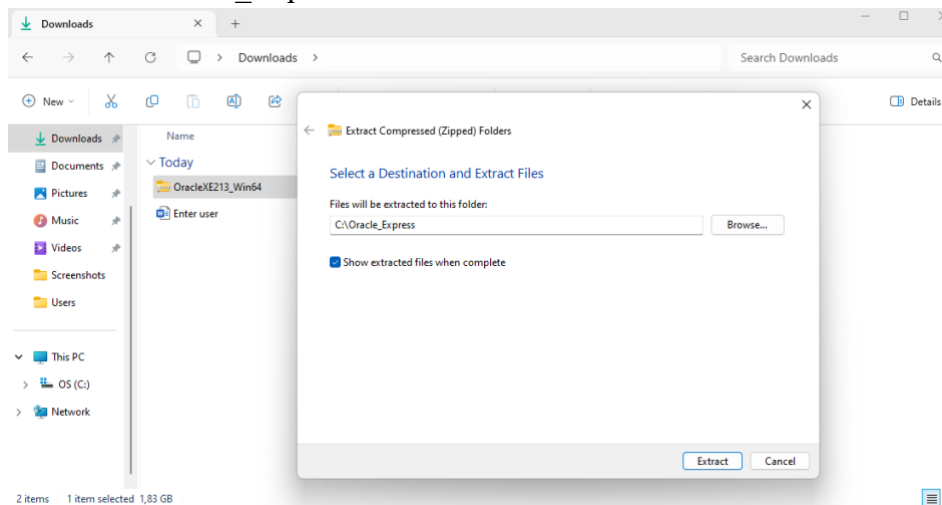 Downloads
Downloads
Search Downloads
New
Details
Downloads
Documents
Pictures
Music
Videos
Screenshots
Users
This PC
OS (C:)
Network
Name
Today
OracleXE213_Win64
Enter user
Extract Compressed (Zipped) Folders
Select a Destination and Extract Files
Files will be extracted to this folder:
C:\Oracle_Express
Browse...
Show extracted files when complete
Extract Cancel
2 items 1 item selected 1,83 GB